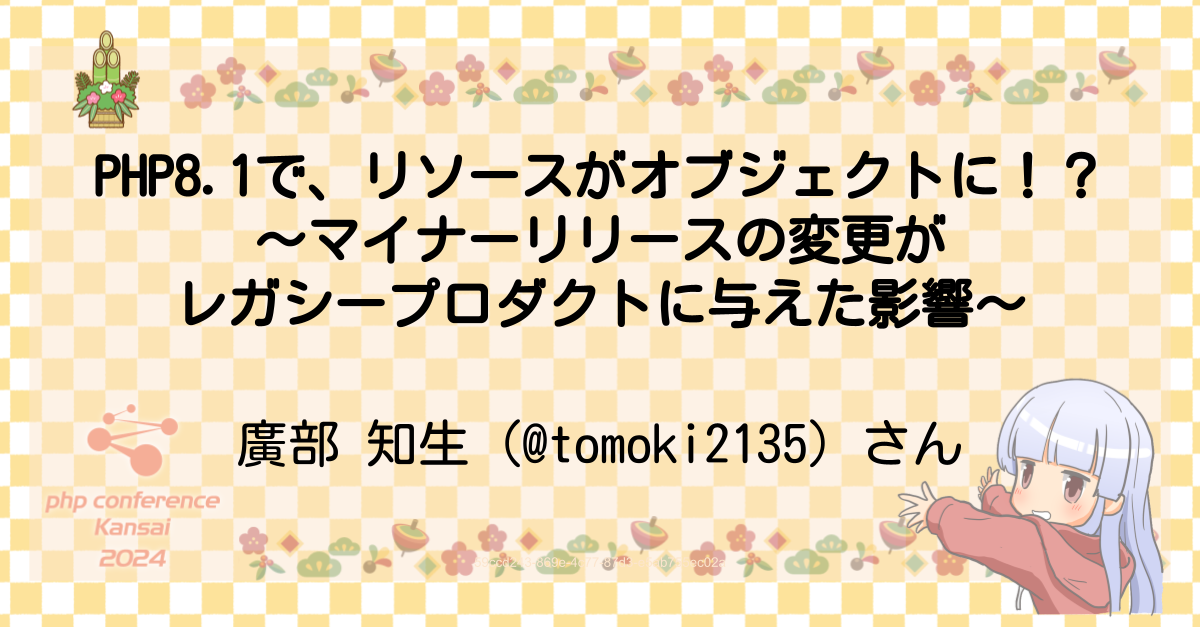 PHP8.1で、リソースがオブジェクトに！？
～マイナーリリースの変更が
レガシープロダクトに与えた影響～
廣部 知生（@tomoki2135）さん
php conference
Kansai
2024